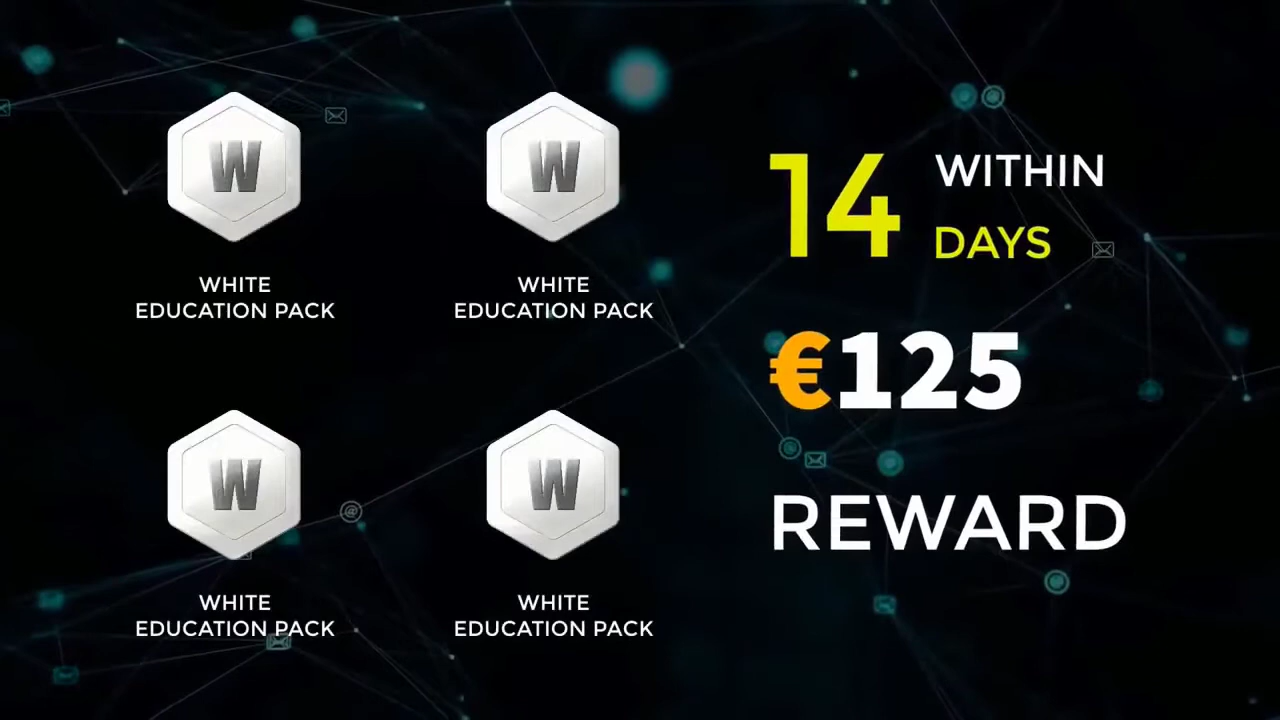 W
WHITE
EDUCATION PACK
W
WHITE
EDUCATION PACK
W
WHITE
EDUCATION PACK
W
WHITE
EDUCATION PACK
14 WITHIN
DAYS
€125
REWARD